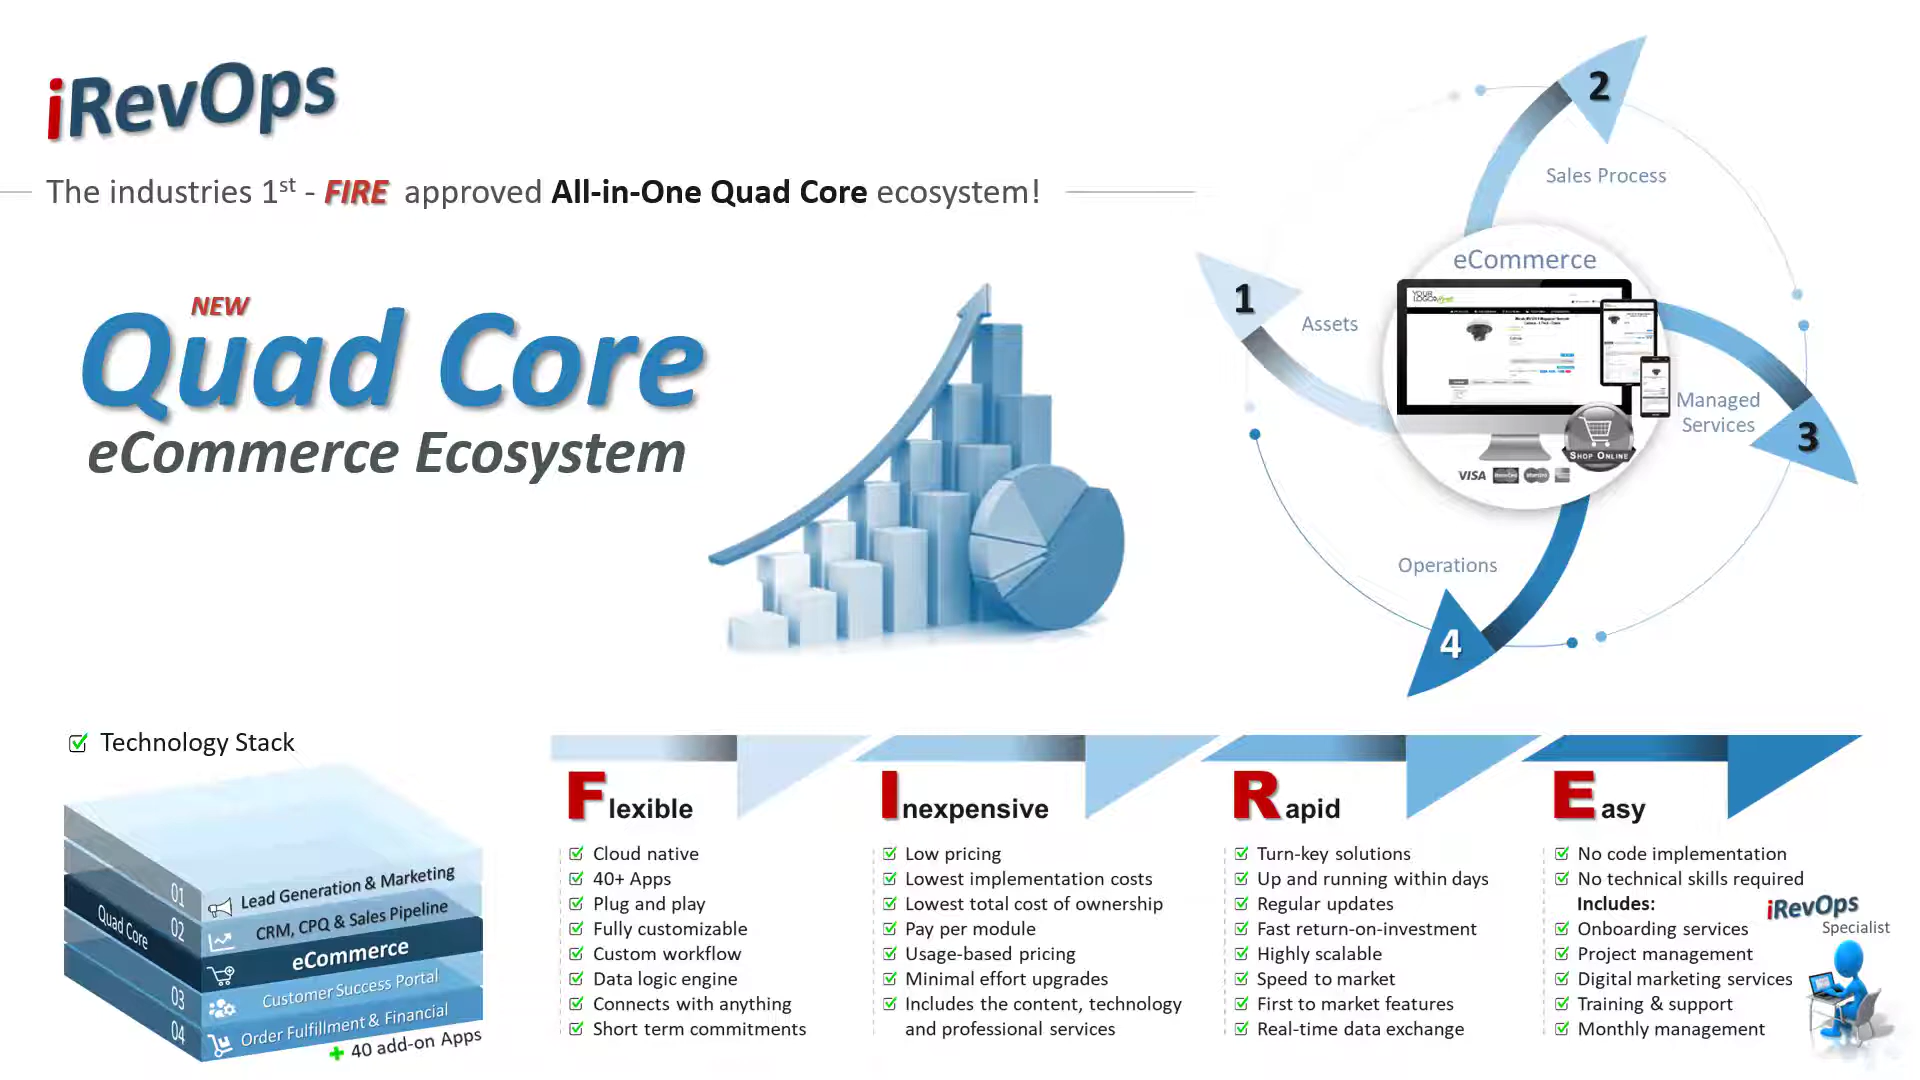 iRevOps
The industries 1st - FIRE approved All-in-One Quad Core ecosystem!
NEW
Quad Core
eCommerce Ecosystem
1
Assets
2
Sales Process
eCommerce
YOUR
LOGO
SHOP ONLINE
VISA
Managed
Services
3
Operations
4
Technology Stack
Quad Core
01
Lead Generation & Marketing
02
CRM, CPQ & Sales Pipeline
eCommerce
03
Customer Success Portal
04
Order Fulfillment & Financial
+ 40 add-on Apps
Flexible
Cloud native
40+ Apps
Plug and play
Fully customizable
Custom workflow
Data logic engine
Connects with anything
Short term commitments
Inexpensive
Low pricing
Lowest implementation costs
Lowest total cost of ownership
Pay per module
Usage-based pricing
Minimal effort upgrades
Includes the content, technology
and professional services
Rapid
Turn-key solutions
Up and running within days
Regular updates
Fast return-on-investment
Highly scalable
Speed to market
First to market features
Real-time data exchange
Easy
No code implementation
No technical skills required
Includes:
Onboarding services
Project management
Digital marketing services
Training & support
Monthly management
iRevOps
Specialist